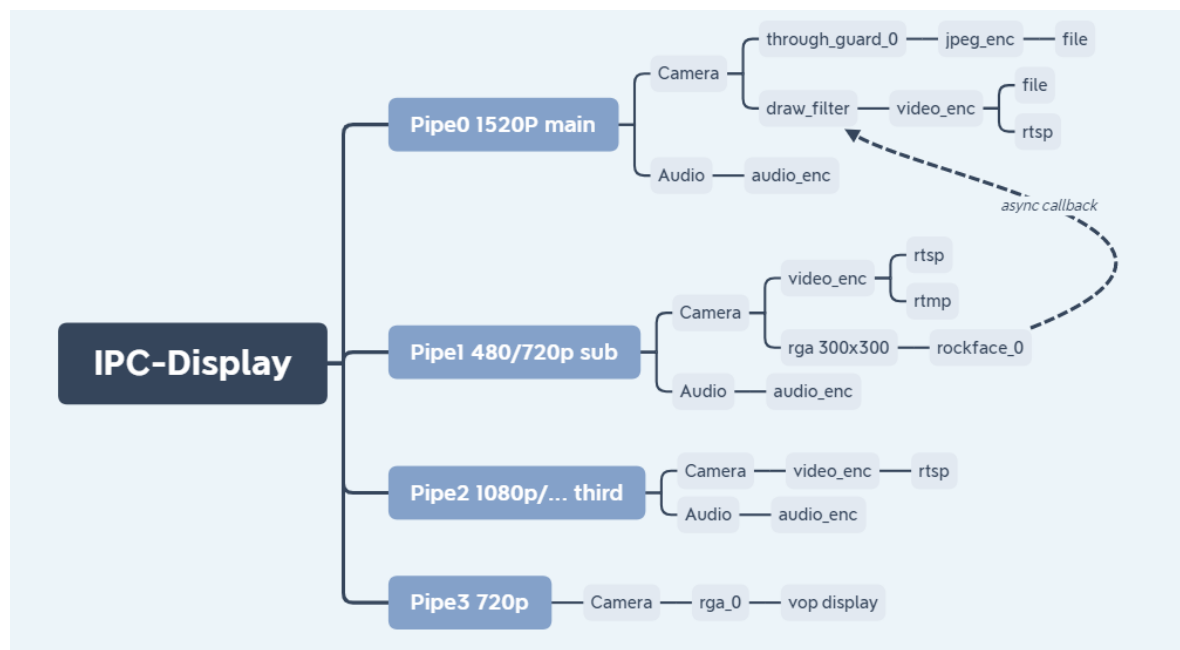 IPC-Display
Pipe0 1520P main
Camera
through_guard_0
jpeg_enc
file
draw_filter
video_enc
file
rtsp
Audio
audio_enc
async callback
Pipe1 480/720p sub
Camera
video_enc
rtsp
rtmp
rga 300x300
rockface_0
Audio
audio_enc
Pipe2 1080p/... third
Camera
video_enc
rtsp
Audio
audio_enc
Pipe3 720p
Camera
rga_0
vop display